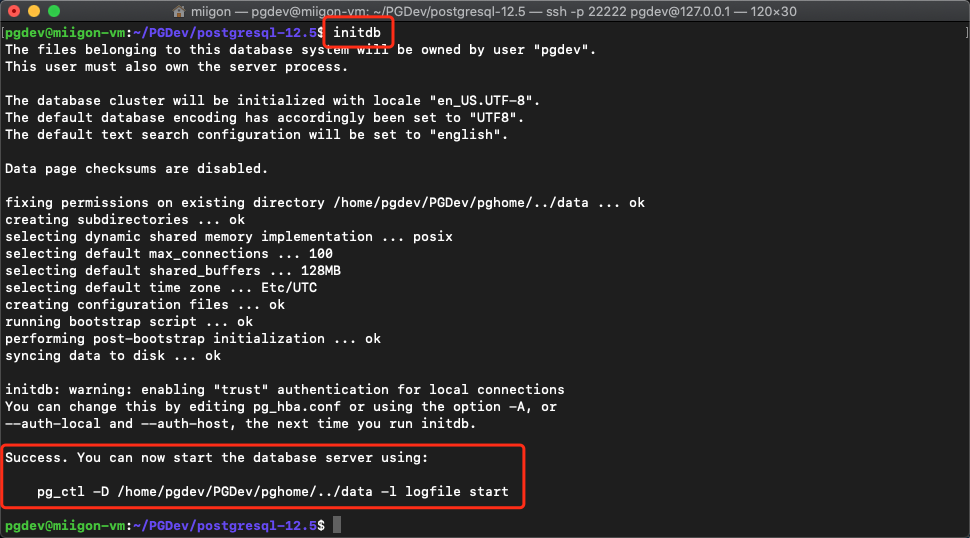 miigon — pgdev@miigon-vm: ~/PGDev/postgresql-12.5 — ssh -p 22222 pgdev@127.0.0.1 — 120×30
[pgdev@miigon-vm:~/PGDev/postgresql-12.5$ initdb ]
The files belonging to this database system will be owned by user "pgdev".
This user must also own the server process.
The database cluster will be initialized with locale "en_US.UTF-8".
The default database encoding has accordingly been set to "UTF8".
The default text search configuration will be set to "english".
Data page checksums are disabled.
fixing permissions on existing directory /home/pgdev/PGDev/pghome/../data ... ok
creating subdirectories ... ok
selecting dynamic shared memory implementation ... posix
selecting default max_connections ... 100
selecting default shared_buffers ... 128MB
selecting default time zone ... Etc/UTC
creating configuration files ... ok
running bootstrap script ... ok
performing post-bootstrap initialization ... ok
syncing data to disk ... ok
initdb: warning: enabling "trust" authentication for local connections
You can change this by editing pg_hba.conf or using the option -A, or
--auth-local and --auth-host, the next time you run initdb.
Success. You can now start the database server using:
pg_ctl -D /home/pgdev/PGDev/pghome/../data -l logfile start
pgdev@miigon-vm:~/PGDev/postgresql-12.5$